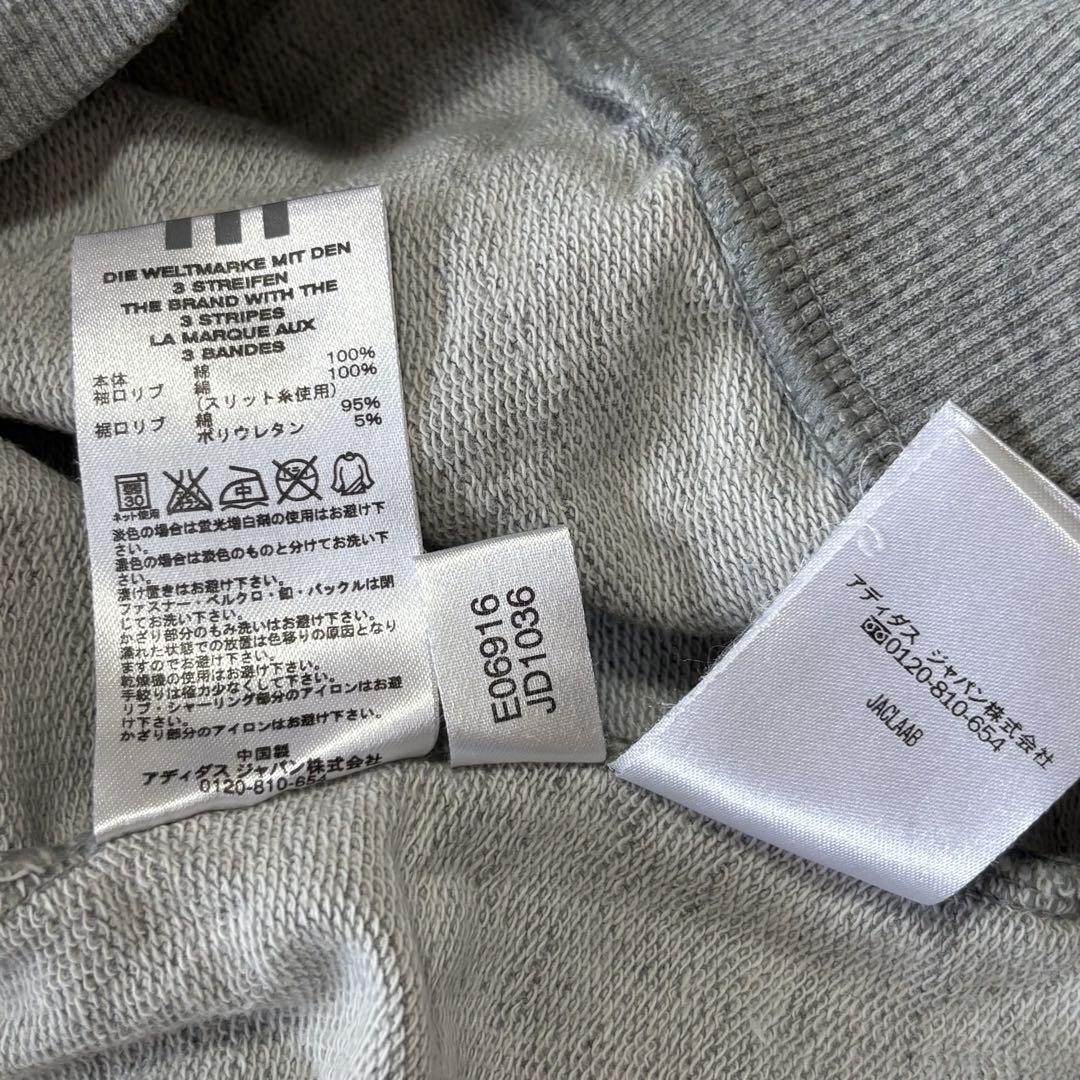 DIE WELTMARKE MIT DEN
3 STREIFEN
THE BRAND WITH THE
3 STRIPES
LA MARQUE AUX
3 BANDES
本体 綿 100%
袖口リブ 綿 100%
(スリット糸使用)
裾口リブ 綿 95%
ポリウレタン 5%
30 中
ネット使用
淡色の場合は蛍光増白剤の使用はお避け下
さい。
濃色の場合は淡色のものと分けてお洗い下
さい。
漬け置きはお避け下さい。
ファスナー・ベルクロ・釦・バックルは閉
じてお洗い下さい。
かざり部分のもみ洗いはお避け下さい。
濡れた状態での放置は色移りの原因となり
ますのでお避け下さい。
乾燥機の使用はお避け下さい。
手絞りは極力少なくして下さい。
リブ・シャーリング部分のアイロンはお避
け下さい。
かざり部分のアイロンはお避け下さい。
中国製
アディダス ジャパン株式会社
0120-810-654
E06916
JD1036
アディダス ジャパン株式会社
0120-810-654
JAGLAAB